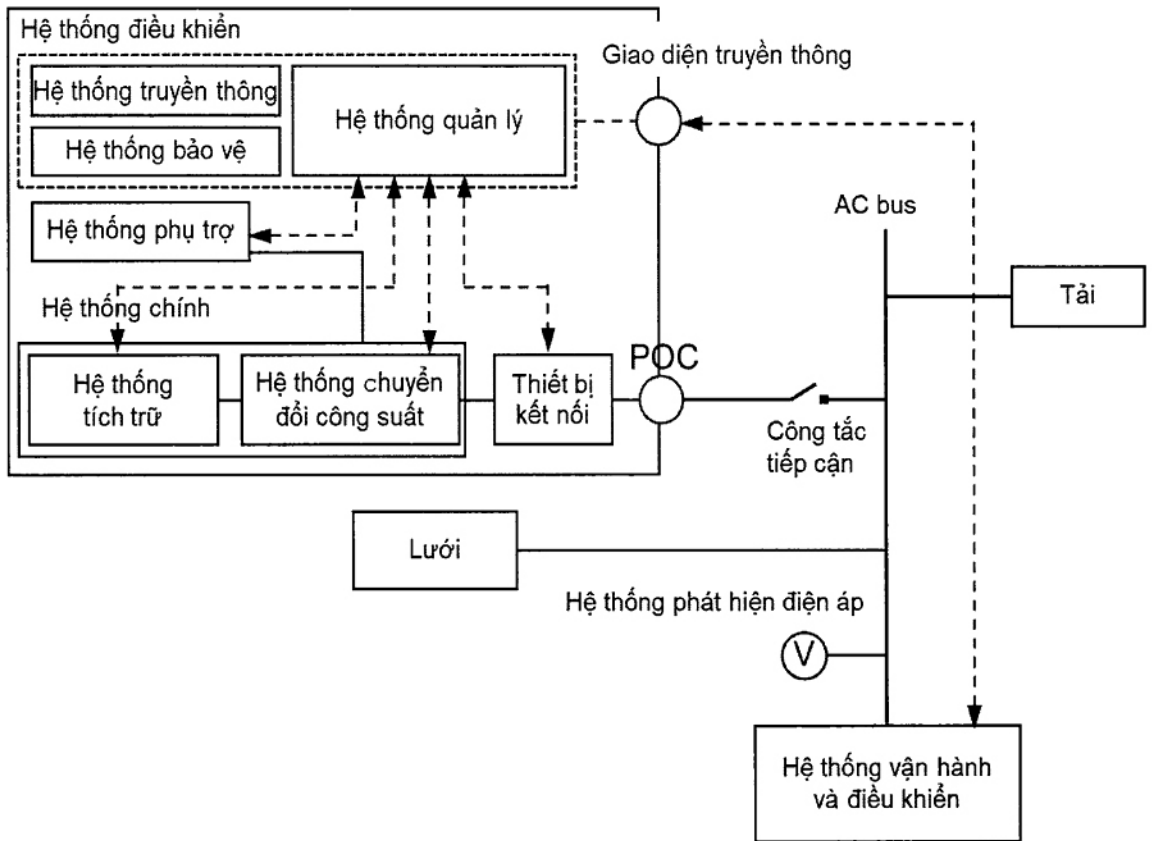 Hệ thống điều khiển
Giao diện truyền thông
Hệ thống truyền thông
Hệ thống quản lý
Hệ thống bảo vệ
AC bus
Hệ thống phụ trợ
Tải
Hệ thống chính
POC
Hệ thống
tích trữ
Hệ thống chuyển
đổi công suất
Thiết bị
kết nối
Công tắc
tiếp cận
Lưới
Hệ thống phát hiện điện áp
V
Hệ thống vận hành
và điều khiển